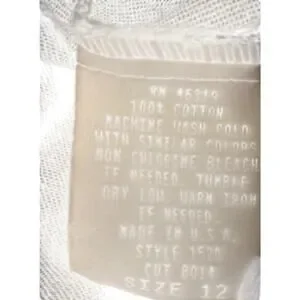 100% COTTON
MACHINE WASH COLD
WITH SIMILAR COLORS
NON CHLORINE BLEACH
IF NEEDED. TUMBLE
DRY LOW. WARM IRON
IF NEEDED.
MADE IN U.S.A.
STYLE
CUT
SIZE 12